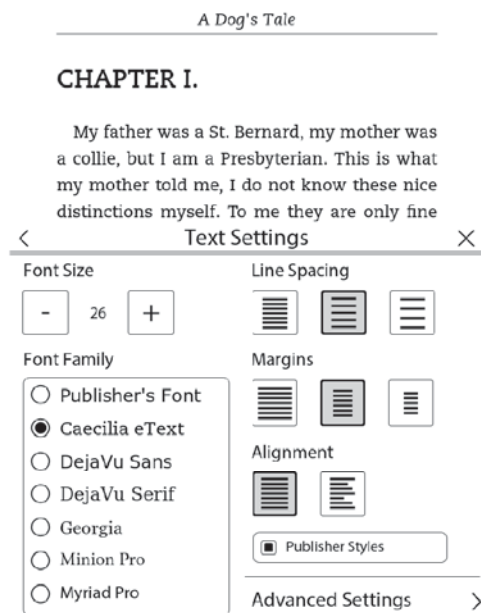 A Dog's Tale
CHAPTER I.
My father was a St. Bernard, my mother was
a collie, but I am a Presbyterian. This is what
my mother told me, I do not know these nice
distinctions myself. To me they are only fine
Text Settings
Font Size
- 26 +
Font Family
Publisher's Font
Caecilia eText
DejaVu Sans
DejaVu Serif
Georgia
Minion Pro
Myriad Pro
Line Spacing
Margins
Alignment
Publisher Styles
Advanced Settings